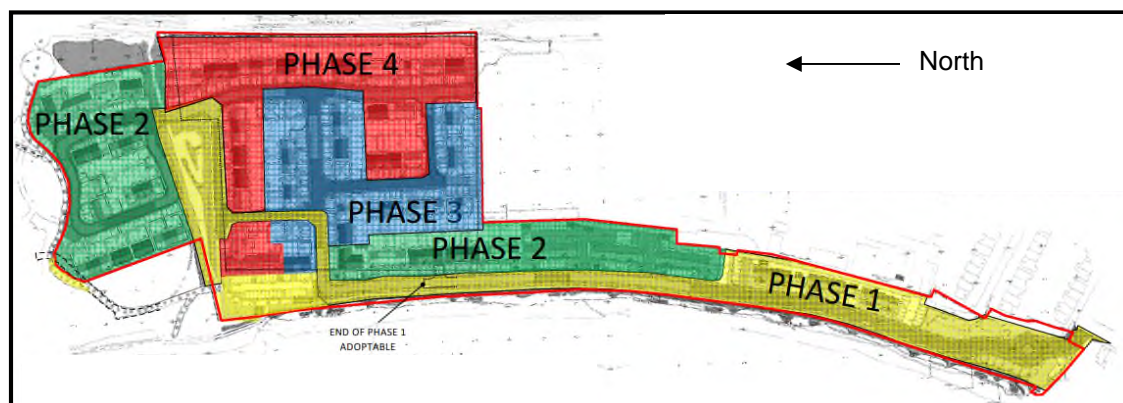 PHASE 4
North
PHASE 2
PHASE 3
PHASE 2
PHASE 1
END OF PHASE 1
ADOPTABLE